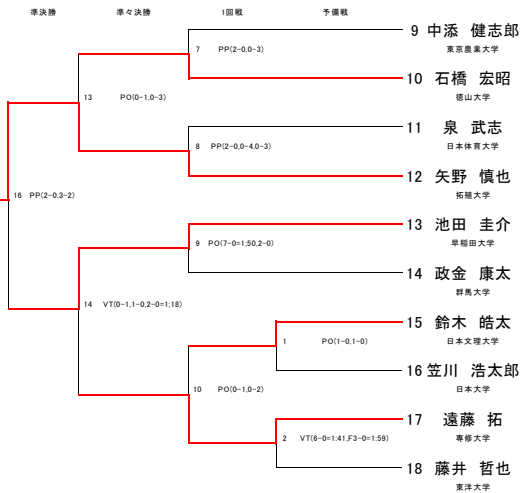 準決勝 準々決勝 1回戦 予備戦
9 中添 健志郎
東京農業大学
7 PP(2-0,0-3)
10 石橋 宏昭
徳山大学
13 PO(0-1,0-3)
11 泉 武志
日本体育大学
8 PP(2-0,0-4,0-3)
12 矢野 慎也
拓殖大学
16 PP(2-0,3-2)
13 池田 圭介
早稲田大学
9 PO(7-0=1:50,2-0)
14 政金 康太
群馬大学
14 VT(0-1,1-0,2-0=1;18)
15 鈴木 皓太
日本文理大学
1 PO(1-0,1-0)
16 笠川 浩太郎
日本大学
10 PO(0-1,0-2)
17 遠藤 拓
専修大学
2 VT(6-0=1:41,F3-0=1:59)
18 藤井 哲也
東洋大学